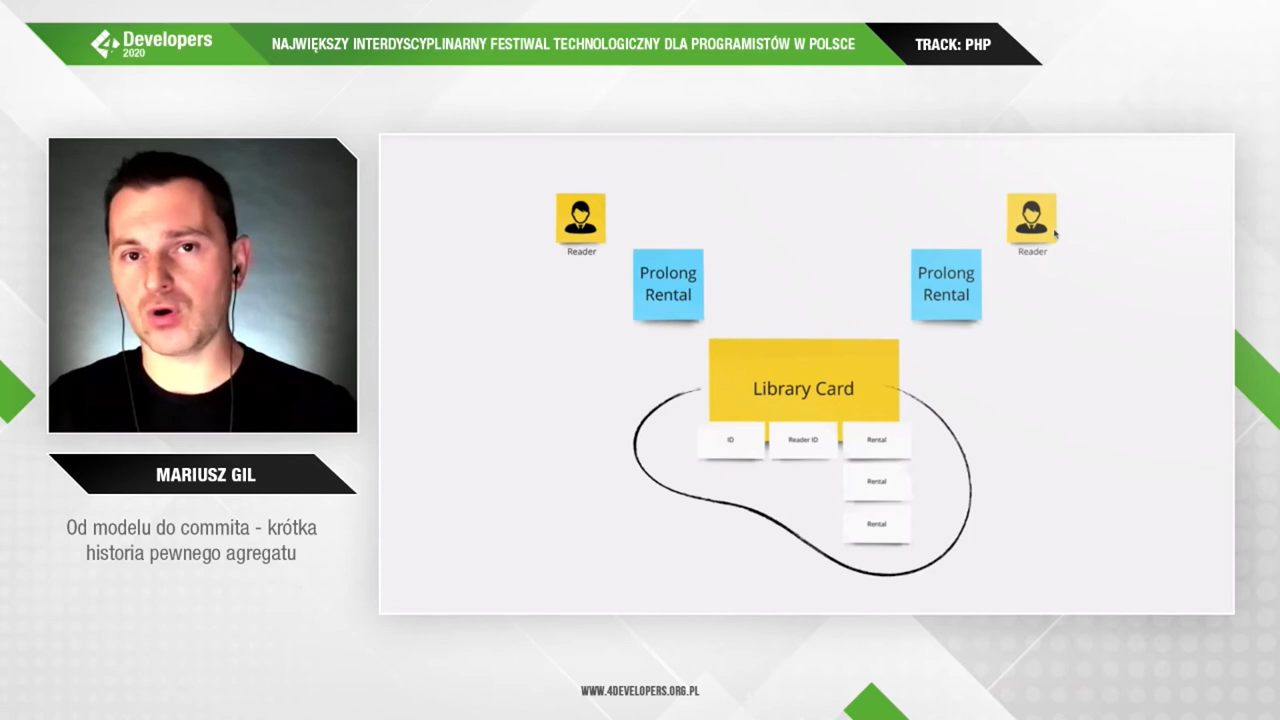 4Developers
2020
NAJWIĘKSZY INTERDYSCYPLINARNY FESTIWAL TECHNOLOGICZNY DLA PROGRAMISTÓW W POLSCE
TRACK: PHP
Reader
Reader
Prolong
Rental
Prolong
Rental
Library Card
ID
Reader ID
Rental
Rental
Rental
MARIUSZ GIL
Od modelu do commita - krótka
historia pewnego agregatu
WWW.4DEVELOPERS.ORG.PL